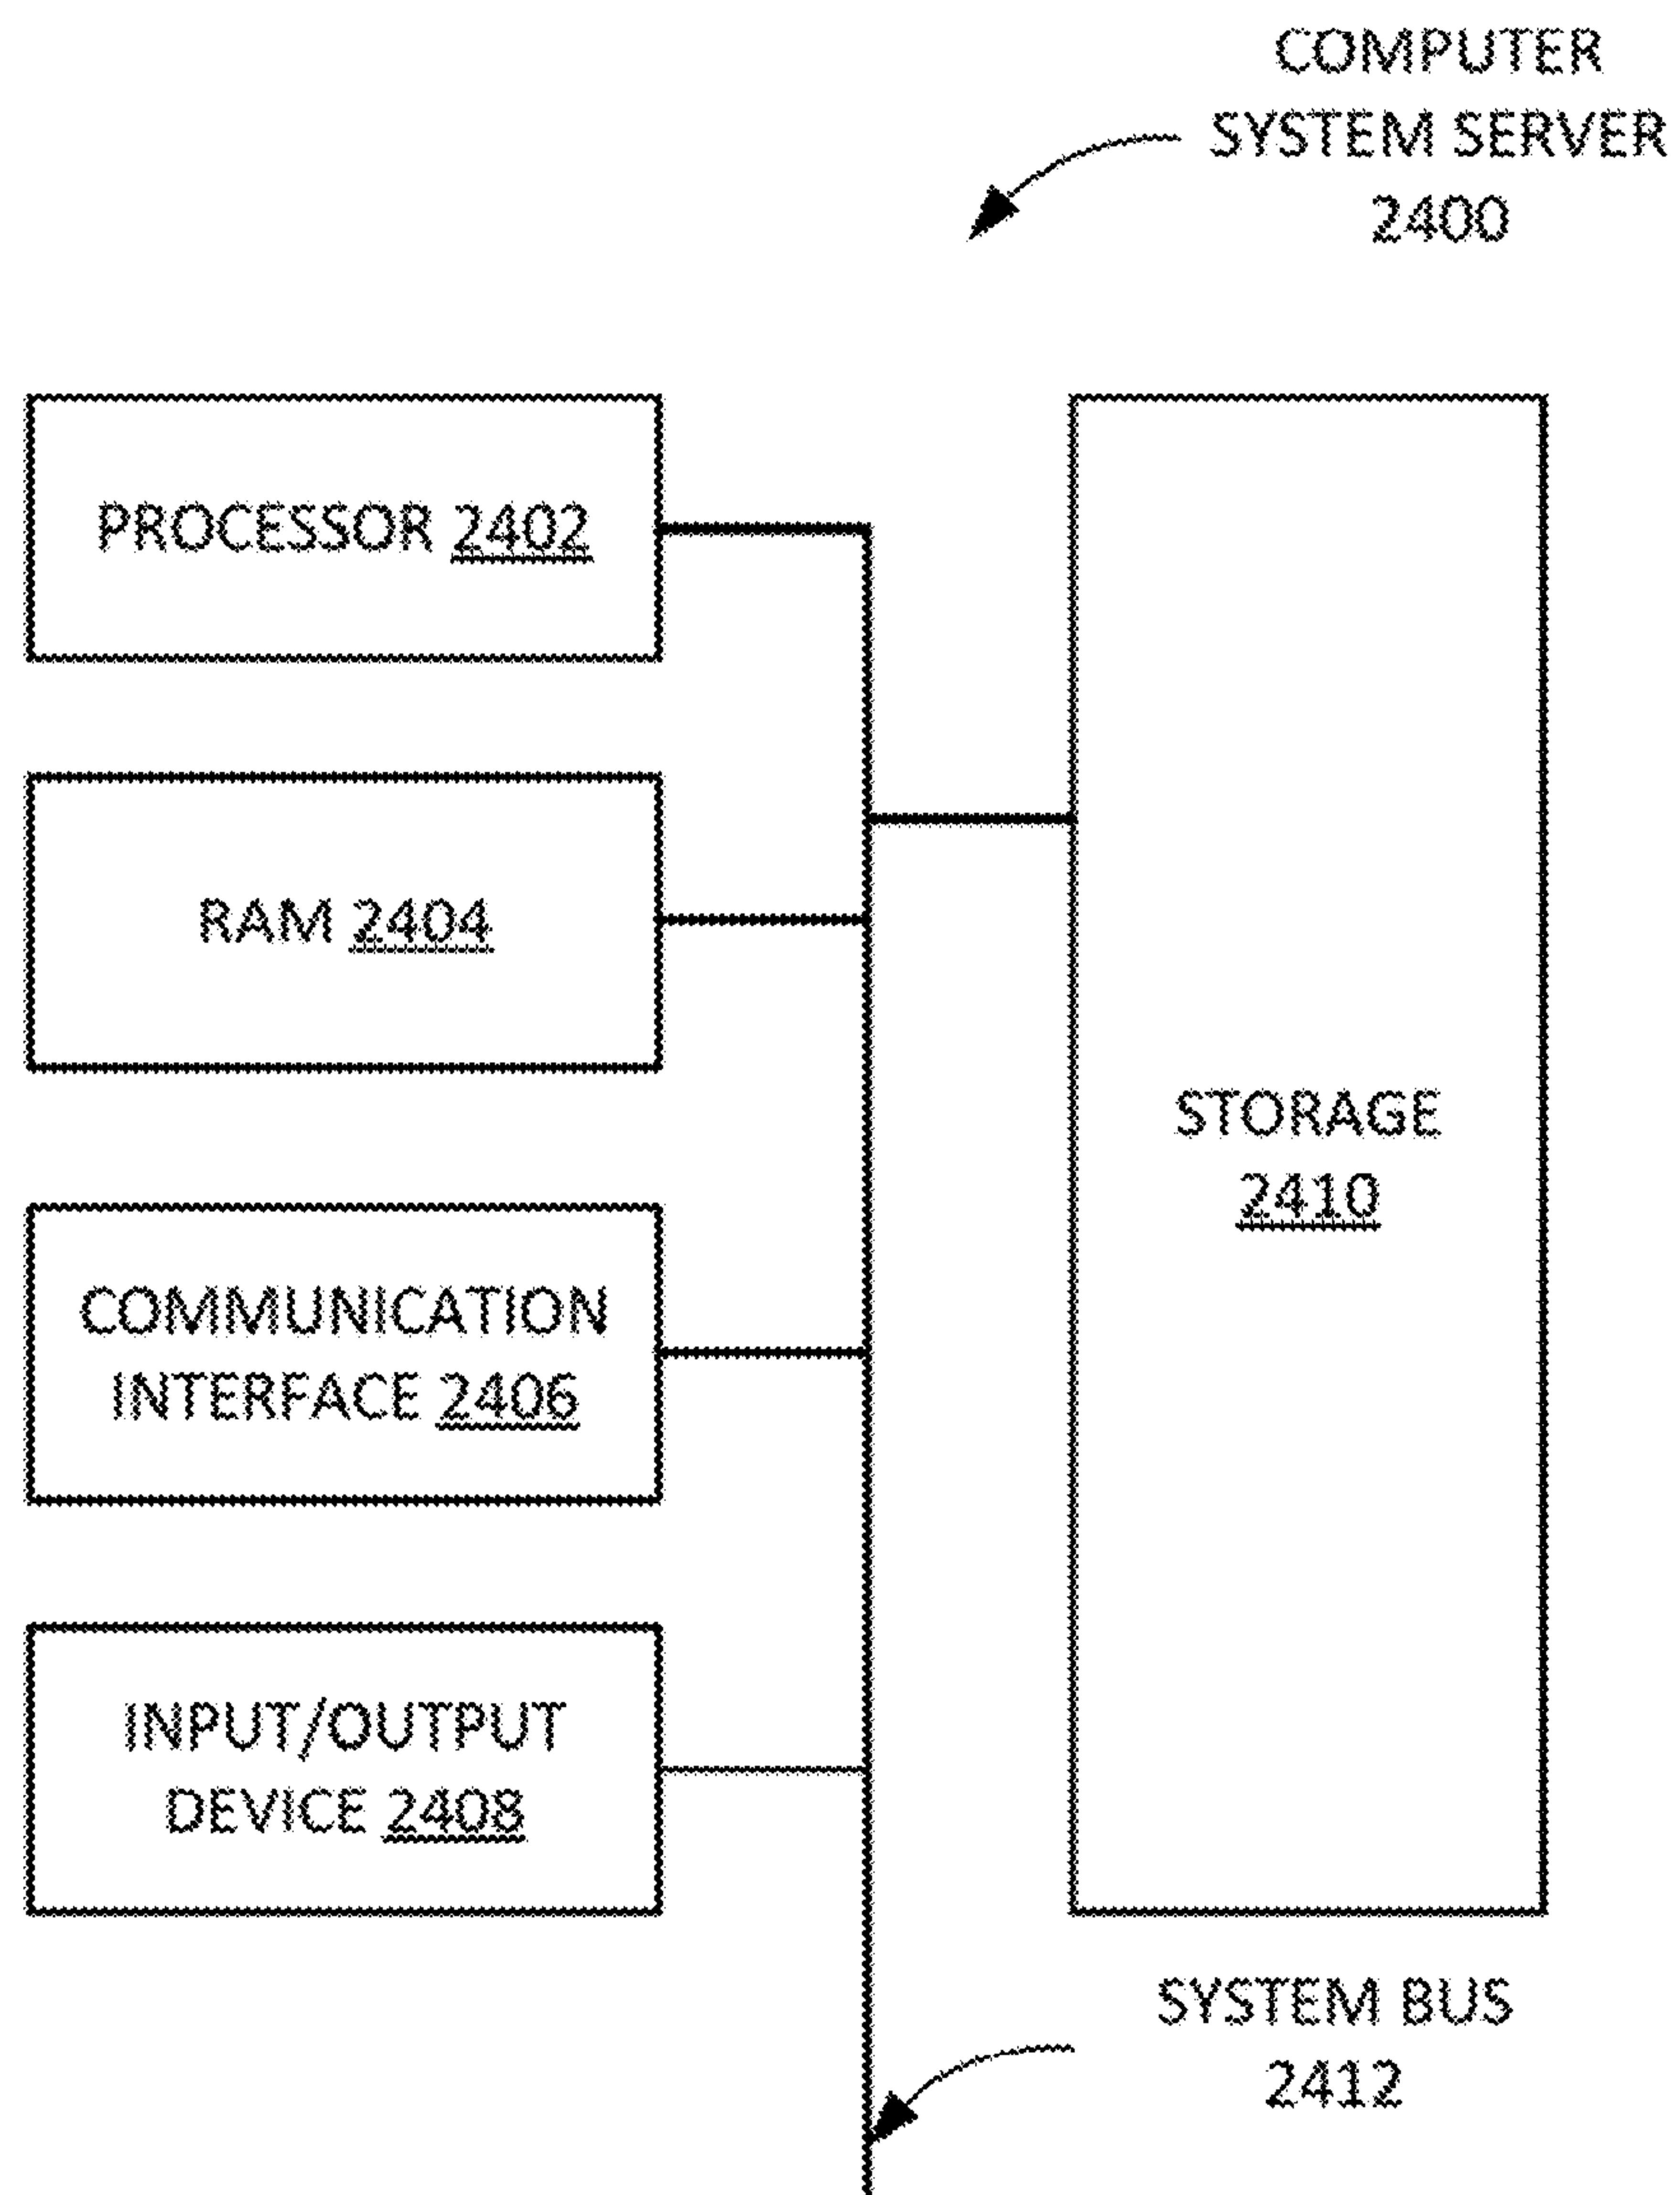 COMPUTER
SYSTEM SERVER
2400
PROCESSOR 2402
RAM 2404
COMMUNICATION
INTERFACE 2406
INPUT/OUTPUT
DEVICE 2408
STORAGE
2410
SYSTEM BUS
2412